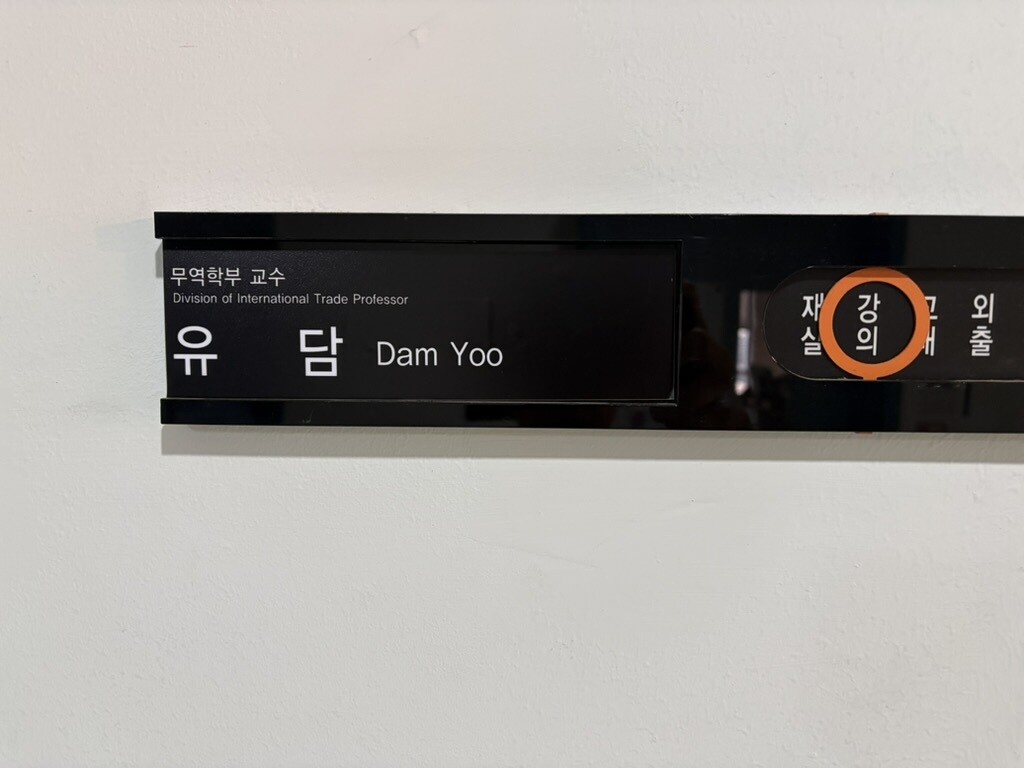 무역학부 교수
Division of International Trade Professor
유 담 Dam Yoo
재실 강의 외출